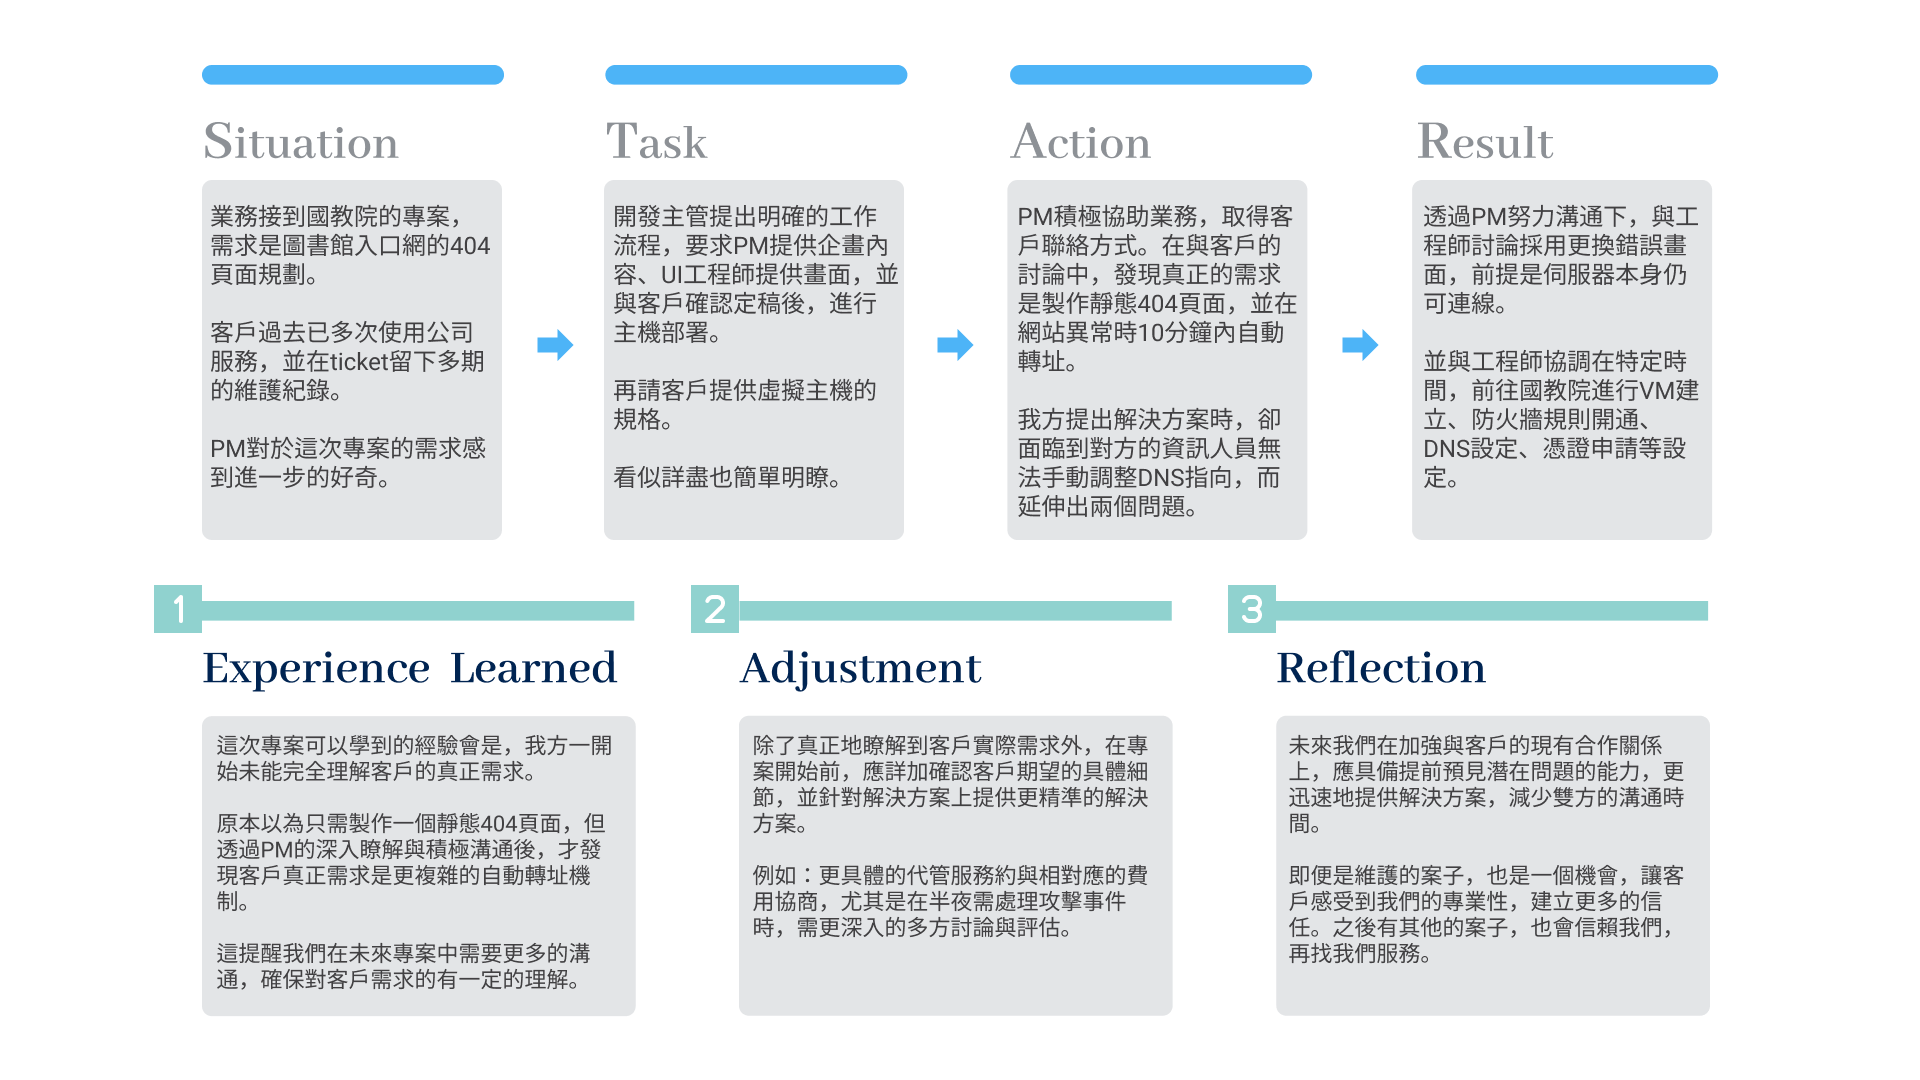 Situation
業務接到國教院的專案，
需求是圖書館入口網的404
頁面規劃。
客戶過去已多次使用公司
服務，並在ticket留下多期
的維護紀錄。
PM對於這次專案的需求感
到進一步的好奇。
Task
開發主管提出明確的工作
流程，要求PM提供企畫內
容、UI工程師提供畫面，並
與客戶確認定稿後，進行
主機部署。
再請客戶提供虛擬主機的
規格。
看似詳盡也簡單明瞭。
Action
PM積極協助業務，取得客
戶聯絡方式。在與客戶的
討論中，發現真正的需求
是製作靜態404頁面，並在
網站異常時10分鐘內自動
轉址。
我方提出解決方案時，卻
面臨到對方的資訊人員無
法手動調整DNS指向，而
延伸出兩個問題。
Result
透過PM努力溝通下，與工
程師討論採用更換錯誤畫
面，前提是伺服器本身仍
可連線。
並與工程師協調在特定時
間，前往國教院進行VM建
立、防火牆規則開通、
DNS設定、憑證申請等設
定。
1
Experience Learned
這次專案可以學到的經驗會是，我方一開
始未能完全理解客戶的真正需求。
原本以為只需製作一個靜態404頁面，但
透過PM的深入瞭解與積極溝通後，才發
現客戶真正需求是更複雜的自動轉址機
制。
這提醒我們在未來專案中需要更多的溝
通，確保對客戶需求的有一定的理解。
2
Adjustment
除了真正地瞭解到客戶實際需求外，在專
案開始前，應詳加確認客戶期望的具體細
節，並針對解決方案上提供更精準的解決
方案。
例如：更具體的代管服務約與相對應的費
用協商，尤其是在半夜需處理攻擊事件
時，需更深入的多方討論與評估。
3
Reflection
未來我們在加強與客戶的現有合作關係
上，應具備提前預見潛在問題的能力，更
迅速地提供解決方案，減少雙方的溝通時
間。
即便是維護的案子，也是一個機會，讓客
戶感受到我們的專業性，建立更多的信
任。之後有其他的案子，也會信賴我們，
再找我們服務。